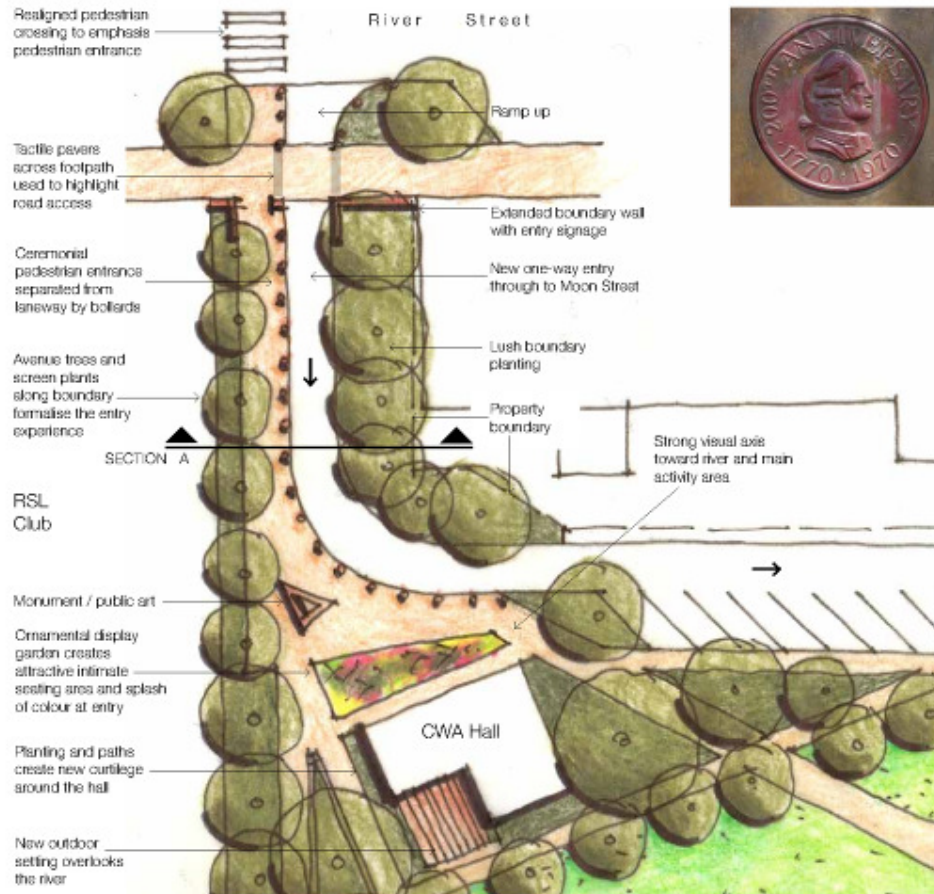 Realigned pedestrian
crossing to emphasis
pedestrian entrance
River Street
200TH ANNIVERSARY
1770 · 1970
Ramp up
Tactile pavers
across footpath
used to highlight
road access
Extended boundary wall
with entry signage
Ceremonial
pedestrian entrance
separated from
laneway by bollards
New one-way entry
through to Moon Street
Avenue trees and
screen plants
along boundary
formalise the entry
experience
Lush boundary
planting
Property
boundary
Strong visual axis
toward river and main
activity area
SECTION A
RSL
Club
Monument / public art
Ornamental display
garden creates
attractive intimate
seating area and splash
of colour at entry
CWA Hall
Planting and paths
create new curtilege
around the hall
New outdoor
setting overlooks
the river